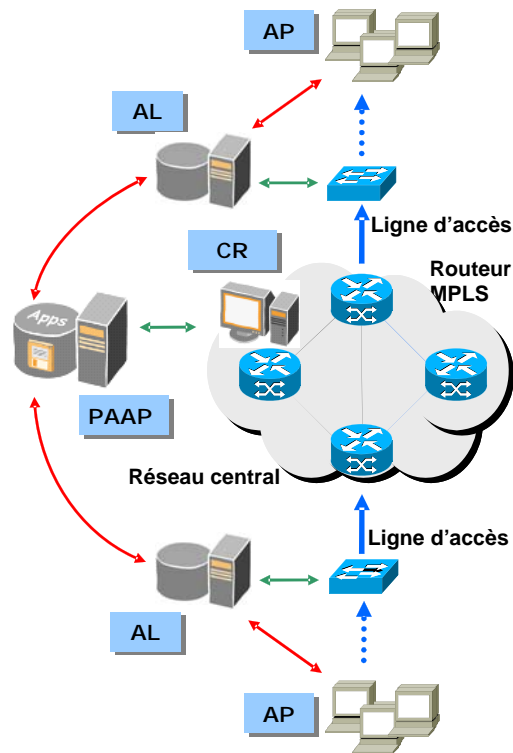 AP
AL
Ligne d'accès
CR
Routeur
MPLS
Apps
PAAP
Réseau central
Ligne d'accès
AL
AP